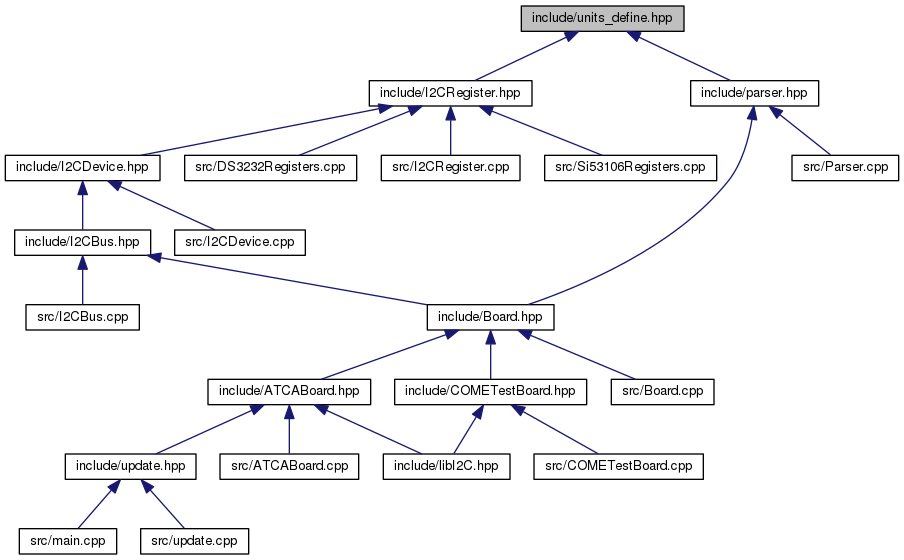 include/units_define.hpp
include/I2CRegister.hpp
include/parser.hpp
include/I2CDevice.hpp
src/DS3232Registers.cpp
src/I2CRegister.cpp
src/Si53106Registers.cpp
src/Parser.cpp
include/I2CBus.hpp
src/I2CDevice.cpp
src/I2CBus.cpp
include/Board.hpp
include/ATCABoard.hpp
include/COMETestBoard.hpp
src/Board.cpp
include/update.hpp
src/ATCABoard.cpp
include/libI2C.hpp
src/COMETestBoard.cpp
src/main.cpp
src/update.cpp